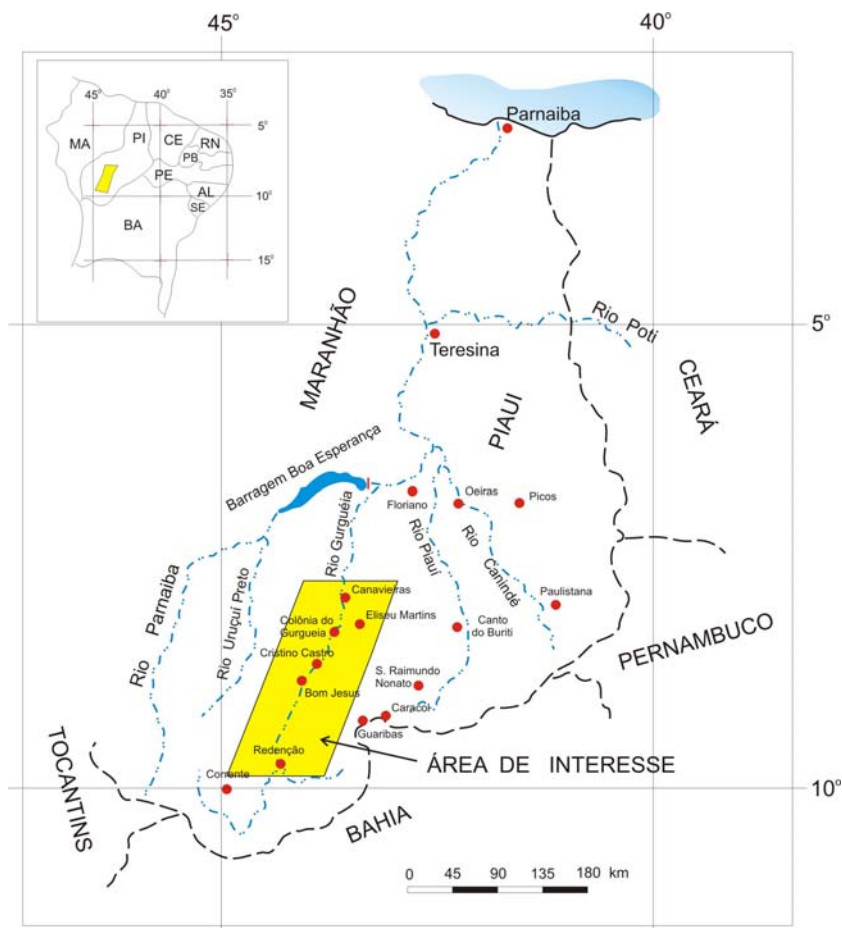 45° 40°
45° 40° 35°
5°
MA PI CE RN
PB
PE
AL
10°
SE
BA
15°
Parnaiba
MARANHÃO
Rio Poti
5°
Teresina
CEARÁ
PIAUI
Barragem Boa Esperança
Floriano
Oeiras
Picos
Rio Gurguéia
Rio Piauí
Rio Canindé
Rio Parnaiba
Rio Uruçuí Preto
Canavieiras
Paulistana
Eliseu Martins
Colônia do
Gurgueia
Canto
do Buriti
PERNAMBUCO
Cristino Castro
S. Raimundo
Nonato
Bom Jesus
Caracol
Guaribas
TOCANTINS
Redenção
ÁREA DE INTERESSE
Corrente
10°
BAHIA
0 45 90 135 180 km